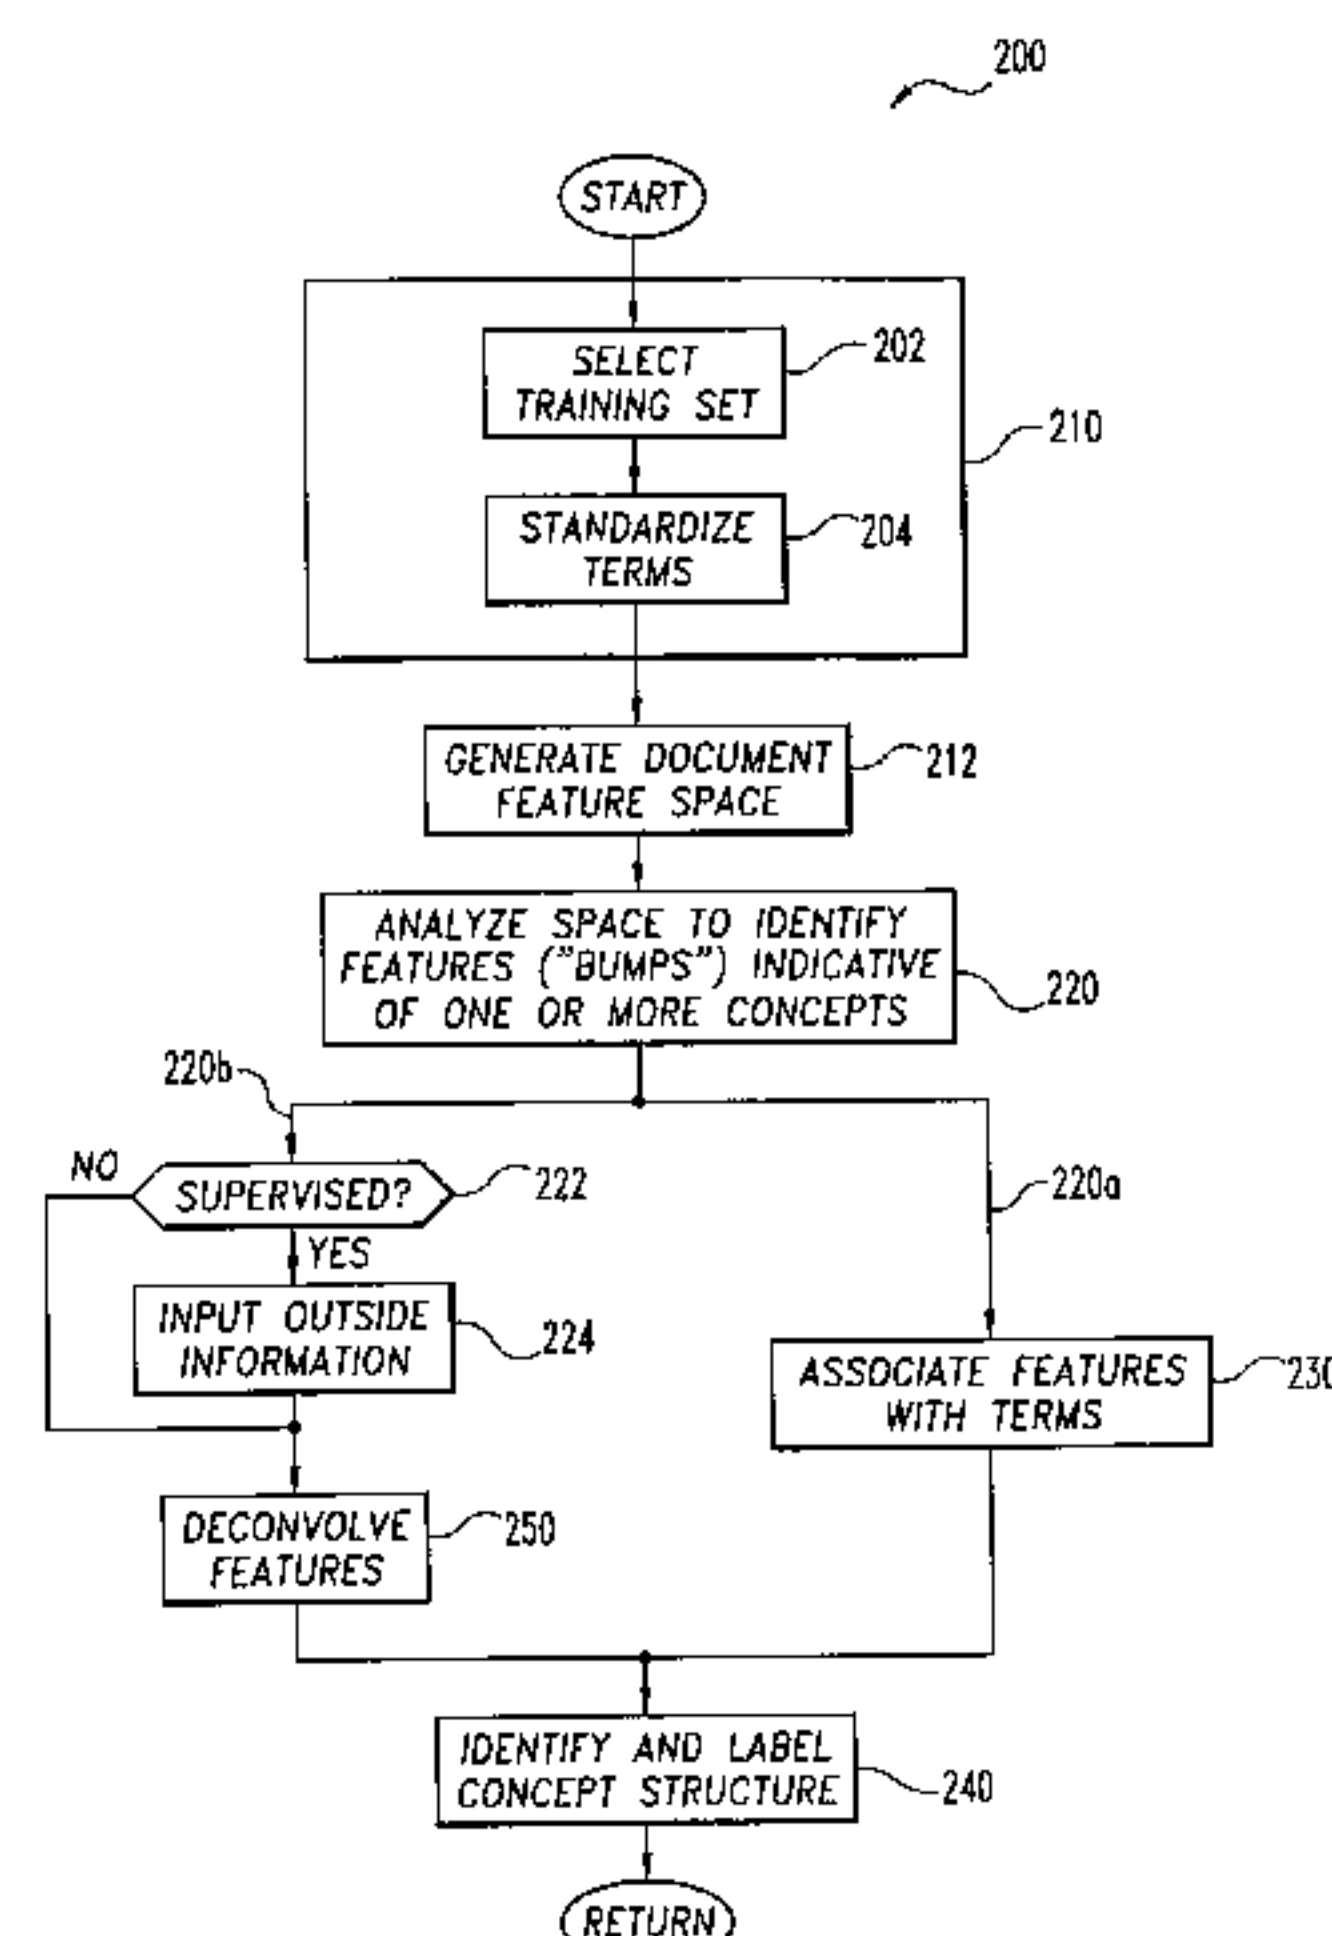 200
START
SELECT
TRAINING SET
202
210
STANDARDIZE
TERMS
204
GENERATE DOCUMENT
FEATURE SPACE
212
ANALYZE SPACE TO IDENTIFY
FEATURES ("BUMPS") INDICATIVE
OF ONE OR MORE CONCEPTS
220
220b
NO
SUPERVISED?
222
220a
YES
INPUT OUTSIDE
INFORMATION
224
ASSOCIATE FEATURES
WITH TERMS
230
DECONVOLVE
FEATURES
250
IDENTIFY AND LABEL
CONCEPT STRUCTURE
240
RETURN